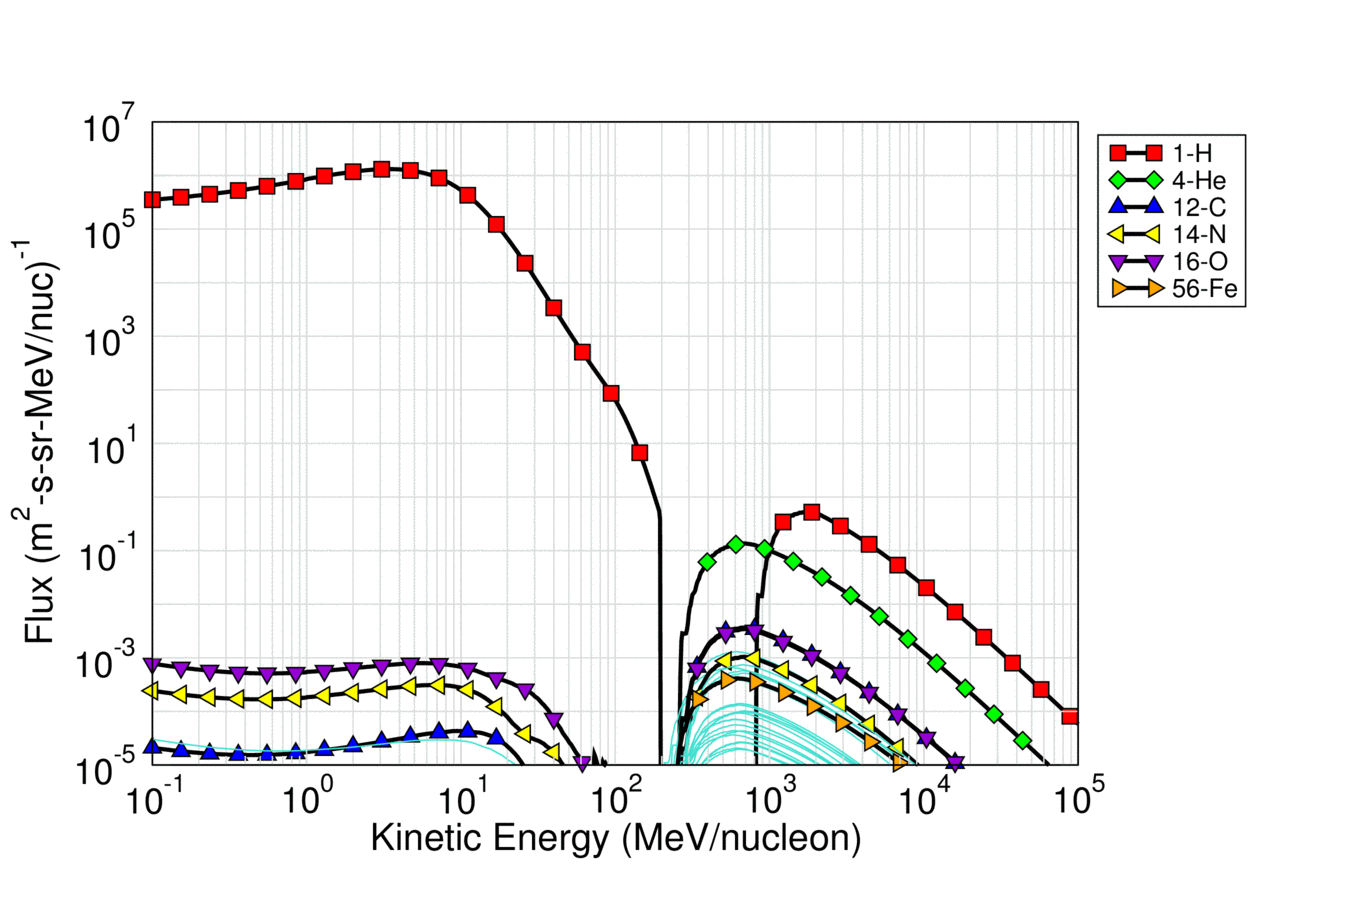 10^7
10^5
10^3
10^1
10^-1
10^-3
10^-5
Flux (m^2-s-sr-MeV/nuc)^-1
10^-1
10^0
10^1
10^2
10^3
10^4
10^5
Kinetic Energy (MeV/nucleon)
1-H
4-He
12-C
14-N
16-O
56-Fe